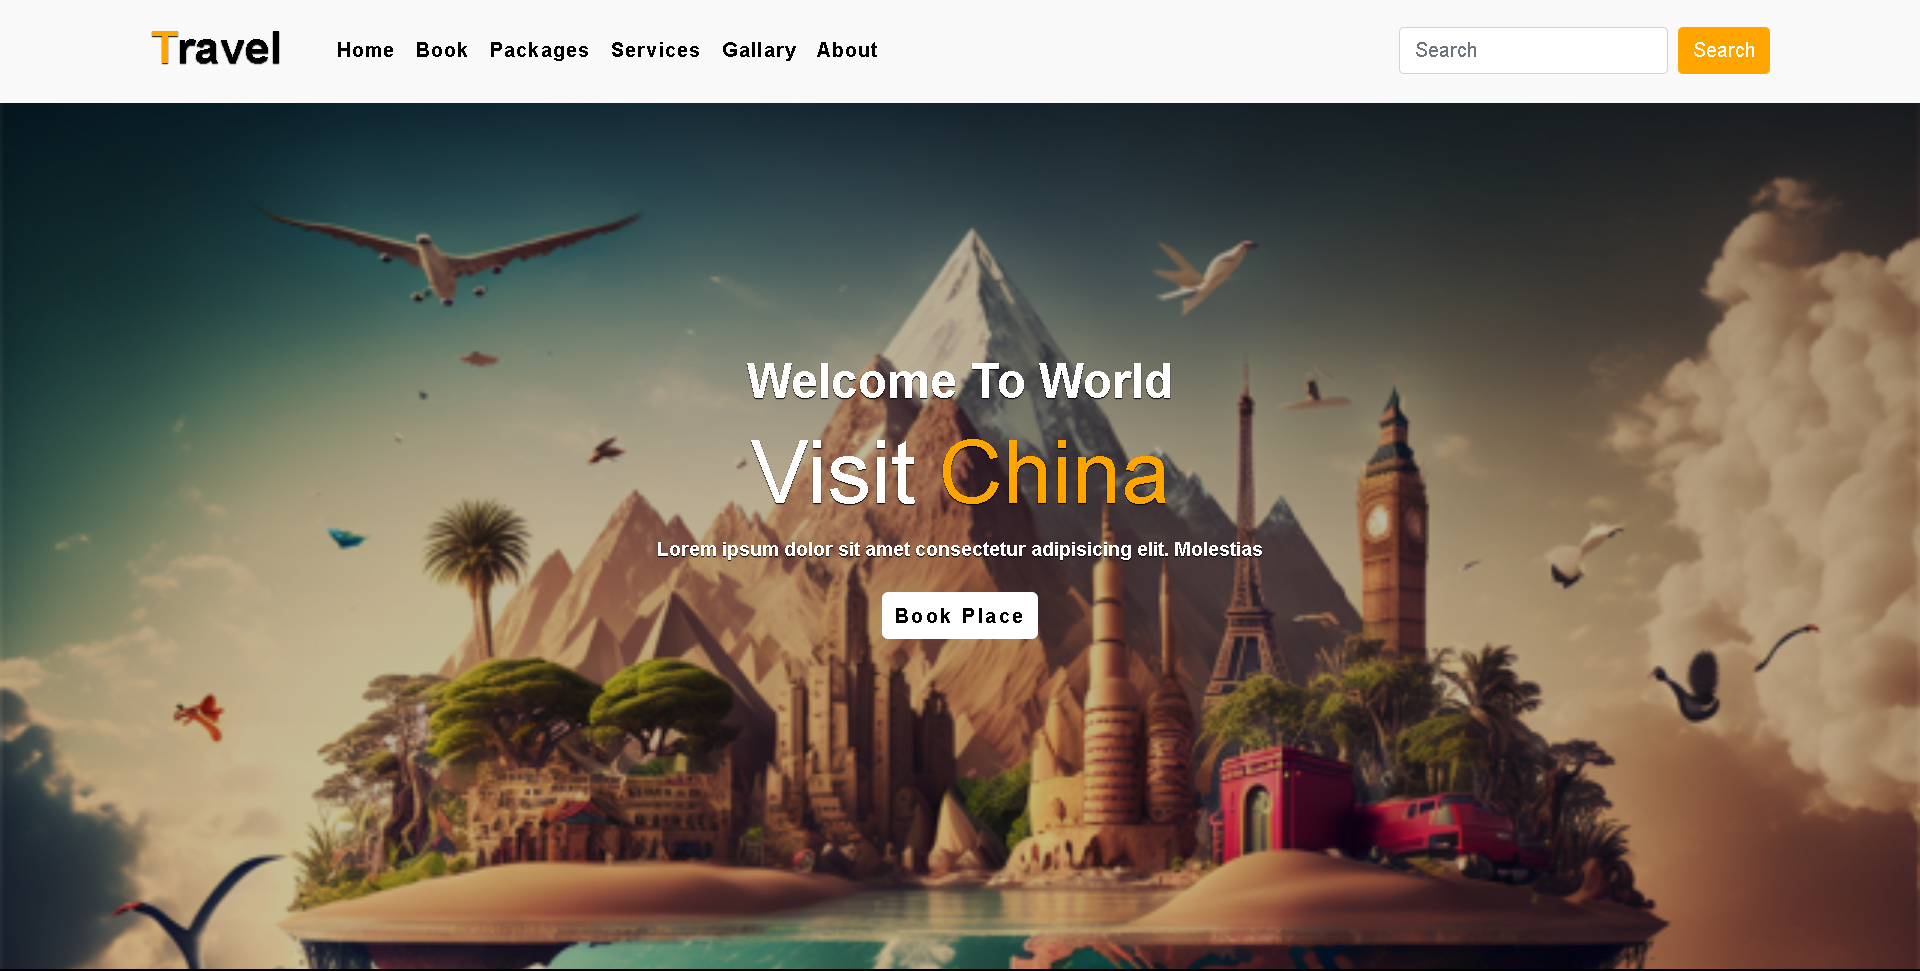 Travel
Home Book Packages Services Gallary About
Search Search
Welcome To World
Visit China
Lorem ipsum dolor sit amet consectetur adipisicing elit. Molestias
Book Place